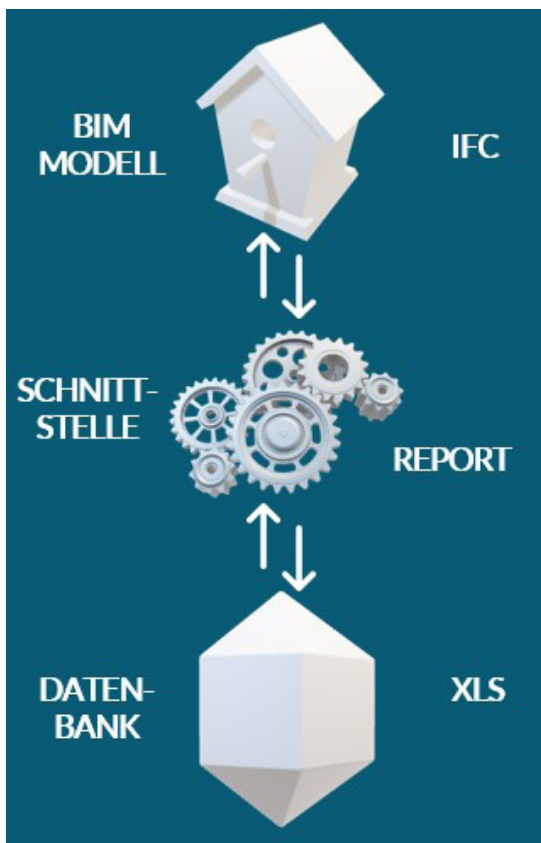 BIM
MODELL
IFC
SCHNITT-
STELLE
REPORT
DATEN-
BANK
XLS